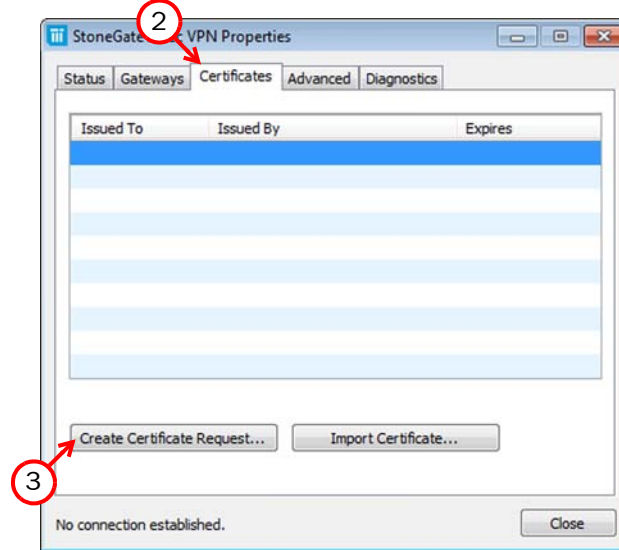 2
StoneGate VPN Properties
Status Gateways Certificates Advanced Diagnostics
Issued To Issued By Expires
Create Certificate Request... Import Certificate...
3
No connection established. Close